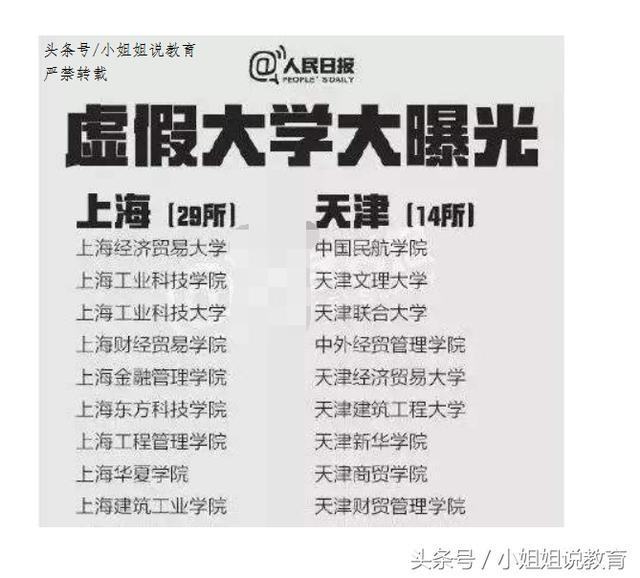 头条号/小姐姐说教育
严禁转载
@人民日报
PEOPLE'S DAILY
虚假大学大曝光
上海（29所）
上海经济贸易大学
上海工业科技学院
上海工业科技大学
上海财经贸易学院
上海金融管理学院
上海东方科技学院
上海工程管理学院
上海华夏学院
上海建筑工业学院
天津（14所）
中国民航学院
天津文理大学
天津联合大学
中外经贸管理学院
天津经济贸易大学
天津建筑工程大学
天津新华学院
天津商贸学院
天津财贸管理学院
头条号 / 小姐姐说教育